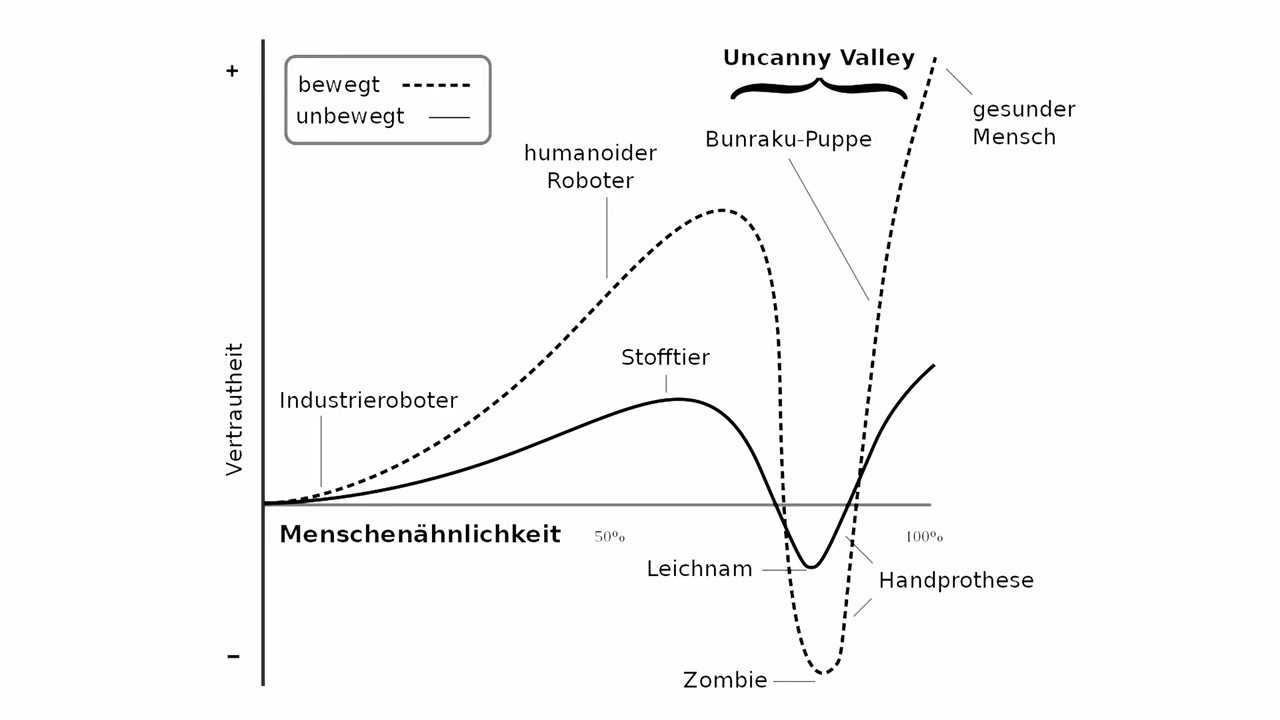 +
bewegt
unbewegt
Uncanny Valley
gesunder
Mensch
Bunraku-Puppe
humanoider
Roboter
Stofftier
Industrieroboter
Vertrautheit
Menschenähnlichkeit
50%
100%
Leichnam
Handprothese
Zombie
–